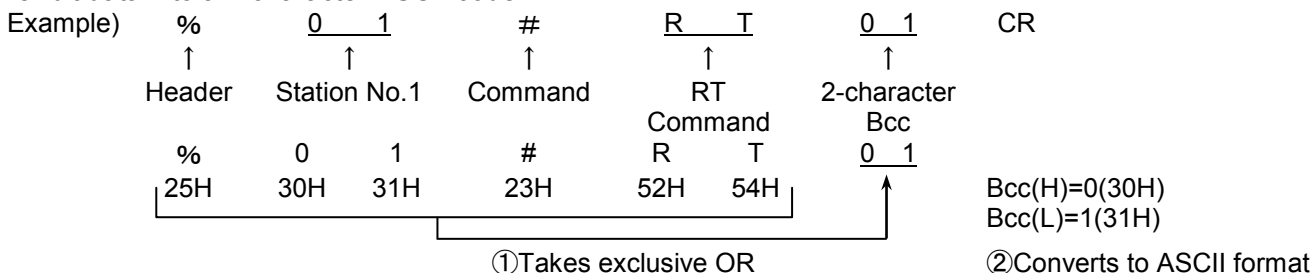 Example) % 0 1 # R T 0 1 CR
↑ ↑ ↑ ↑ ↑
Header Station No.1 Command RT 2-character
Command Bcc
% 0 1 # R T 0 1
25H 30H 31H 23H 52H 54H Bcc(H)=0(30H)
Bcc(L)=1(31H)
①Takes exclusive OR ②Converts to ASCII format